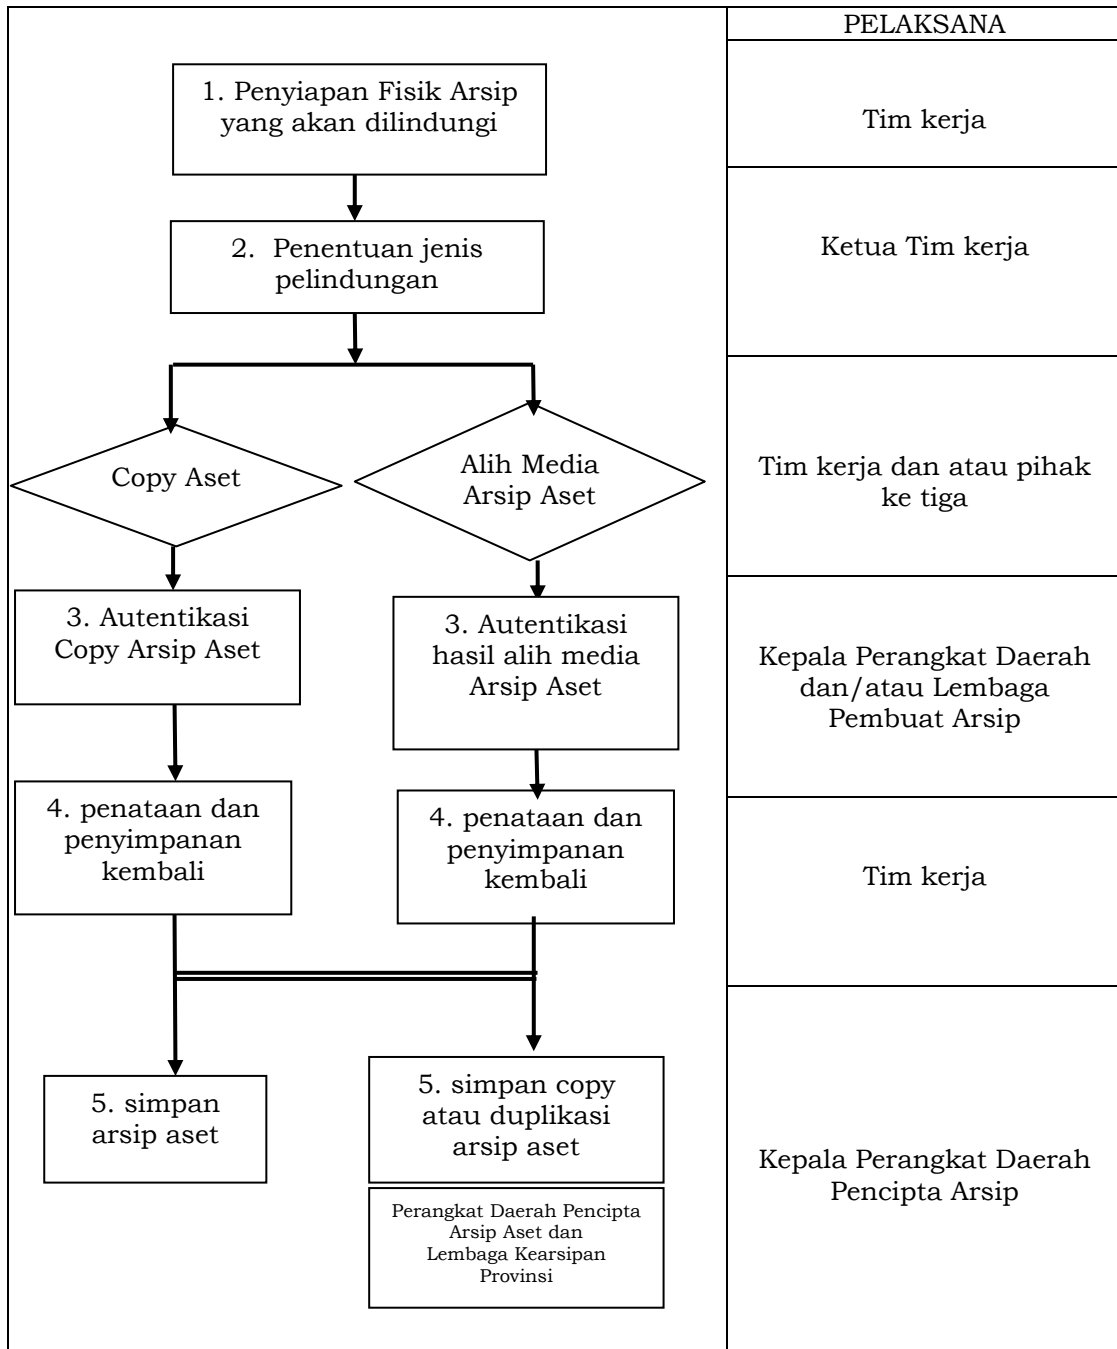 PELAKSANA
1. Penyiapan Fisik Arsip
yang akan dilindungi
Tim kerja
2. Penentuan jenis
pelindungan
Ketua Tim kerja
Copy Aset
Alih Media
Arsip Aset
Tim kerja dan atau pihak
ke tiga
3. Autentikasi
Copy Arsip Aset
3. Autentikasi
hasil alih media
Arsip Aset
Kepala Perangkat Daerah
dan/atau Lembaga
Pembuat Arsip
4. penataan dan
penyimpanan
kembali
4. penataan dan
penyimpanan
kembali
Tim kerja
5. simpan
arsip aset
5. simpan copy
atau duplikasi
arsip aset
Perangkat Daerah Pencipta
Arsip Aset dan
Lembaga Kearsipan
Provinsi
Kepala Perangkat Daerah
Pencipta Arsip